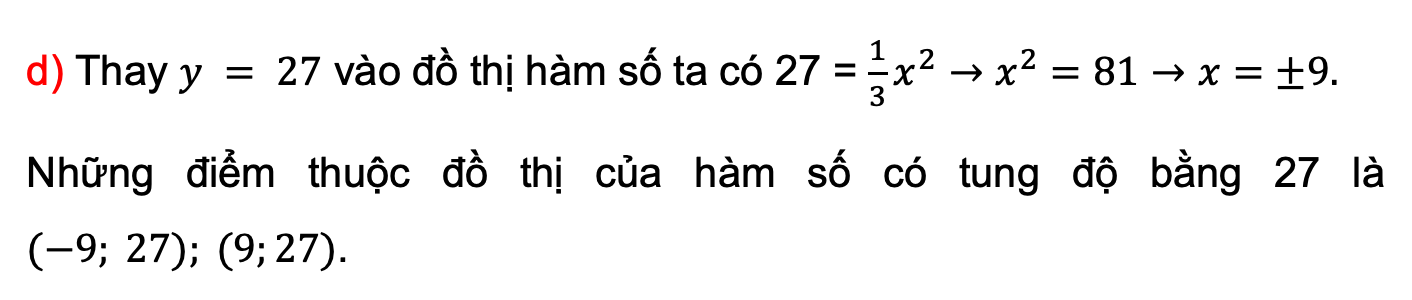 d) Thay y = 27 vào đồ thị hàm số ta có 27 = \frac{1}{3}x² → x² = 81 → x = ±9.
Những điểm thuộc đồ thị của hàm số có tung độ bằng 27 là
(−9; 27); (9; 27).